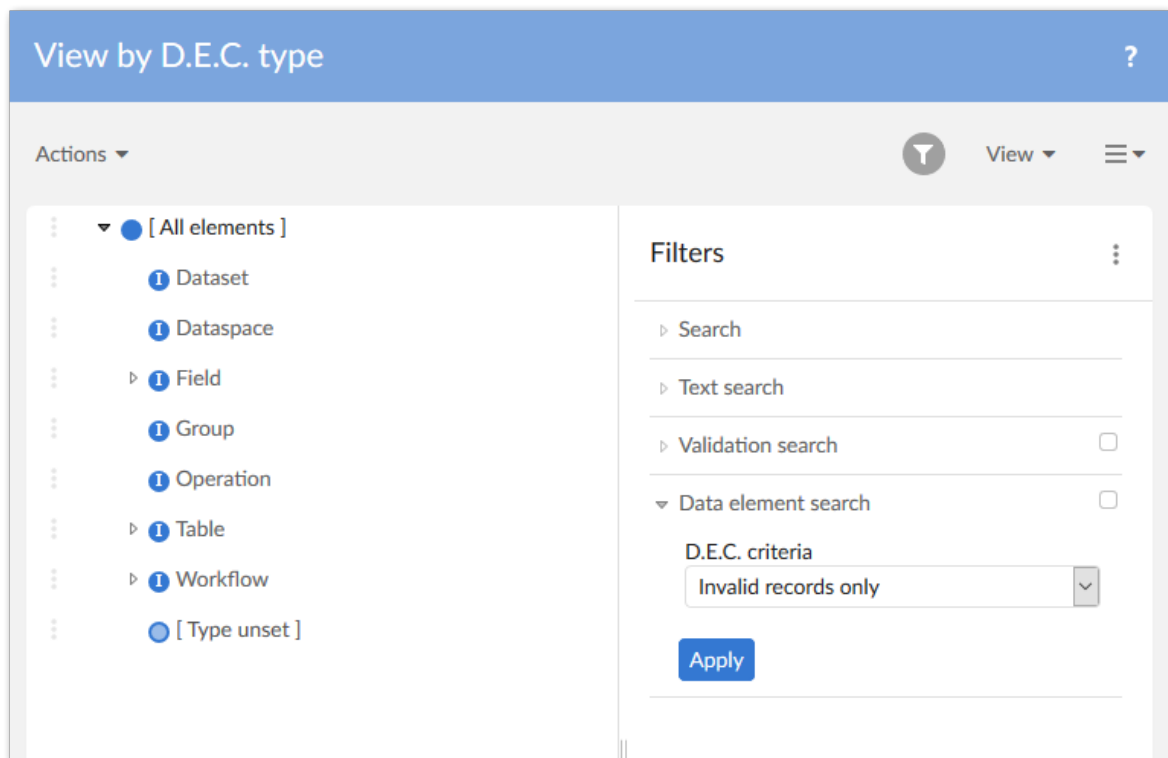 View by D.E.C. type
?
Actions
View
[ All elements ]
Dataset
Dataspace
Field
Group
Operation
Table
Workflow
[ Type unset ]
Filters
Search
Text search
Validation search
Data element search
D.E.C. criteria
Invalid records only
Apply